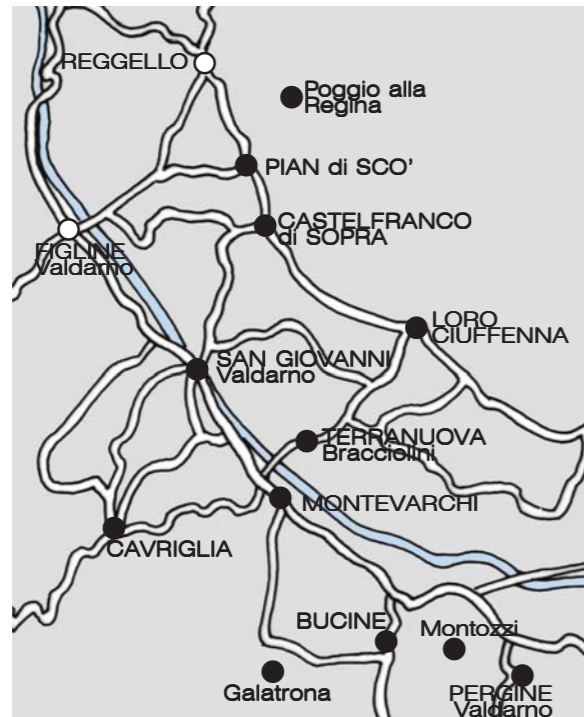 REGGELLO
Poggio alla
Regina
PIAN di SCO'
CASTELFRANCO
di SOPRA
FIGLINE
Valdarno
LORO
CIUFFENNA
SAN GIOVANNI
Valdarno
TERRANUOVA
Bracciolini
MONTEVARCHI
CAVRIGLIA
BUCINE
Montozzi
Galatrona
PERGINE
Valdarno